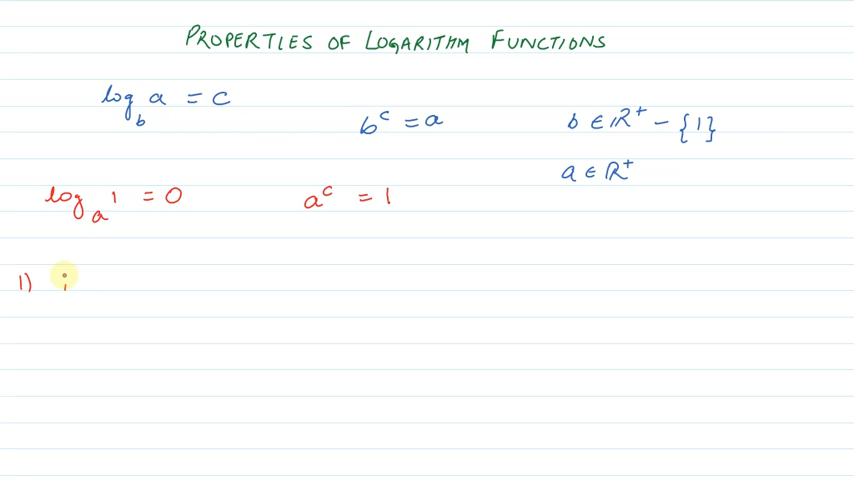 PROPERTIES OF LOGARITHM FUNCTIONS
log_b a = c    b^c = a    b ∈ ℝ⁺ - {1}
a ∈ ℝ⁺
log_a 1 = 0    a^c = 1
1)